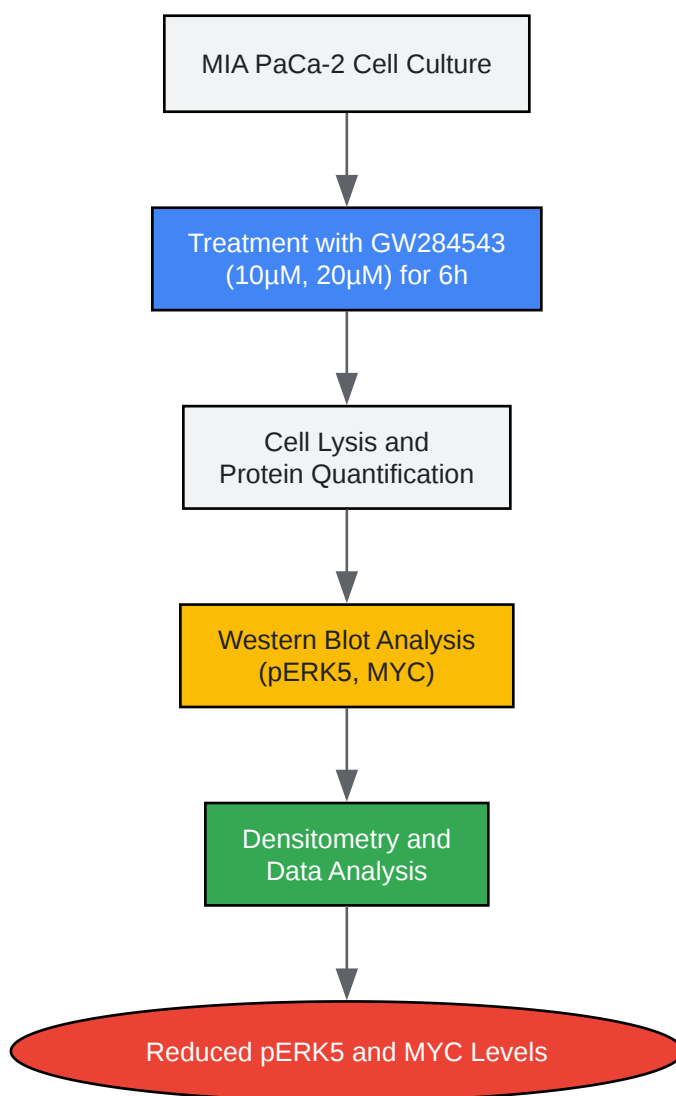 MIA PaCa-2 Cell Culture
Treatment with GW284543
(10µM, 20µM) for 6h
Cell Lysis and
Protein Quantification
Western Blot Analysis
(pERK5, MYC)
Densitometry and
Data Analysis
Reduced pERK5 and MYC Levels